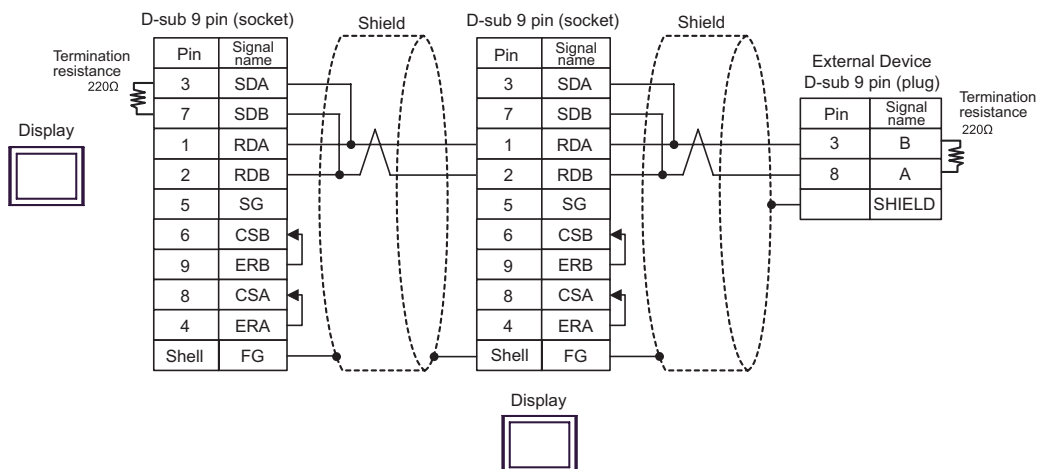 D-sub 9 pin (socket)
Shield
D-sub 9 pin (socket)
Shield
Termination
resistance
220Ω
Display
Pin Signal name
3 SDA
7 SDB
1 RDA
2 RDB
5 SG
6 CSB
9 ERB
8 CSA
4 ERA
Shell FG
Pin Signal name
3 SDA
7 SDB
1 RDA
2 RDB
5 SG
6 CSB
9 ERB
8 CSA
4 ERA
Shell FG
Display
External Device
D-sub 9 pin (plug)
Pin Signal name
3 B
8 A
SHIELD
Termination
resistance
220Ω